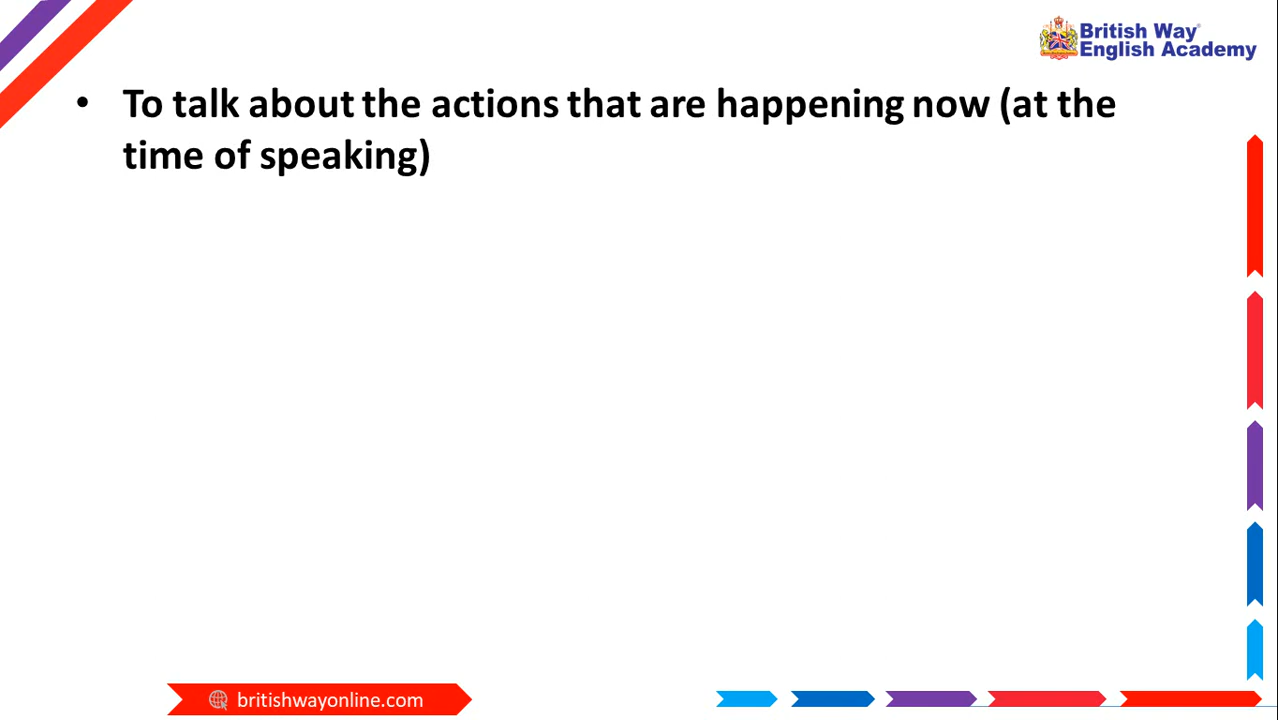 British Way®
English Academy
• To talk about the actions that are happening now (at the
time of speaking)
britishwayonline.com